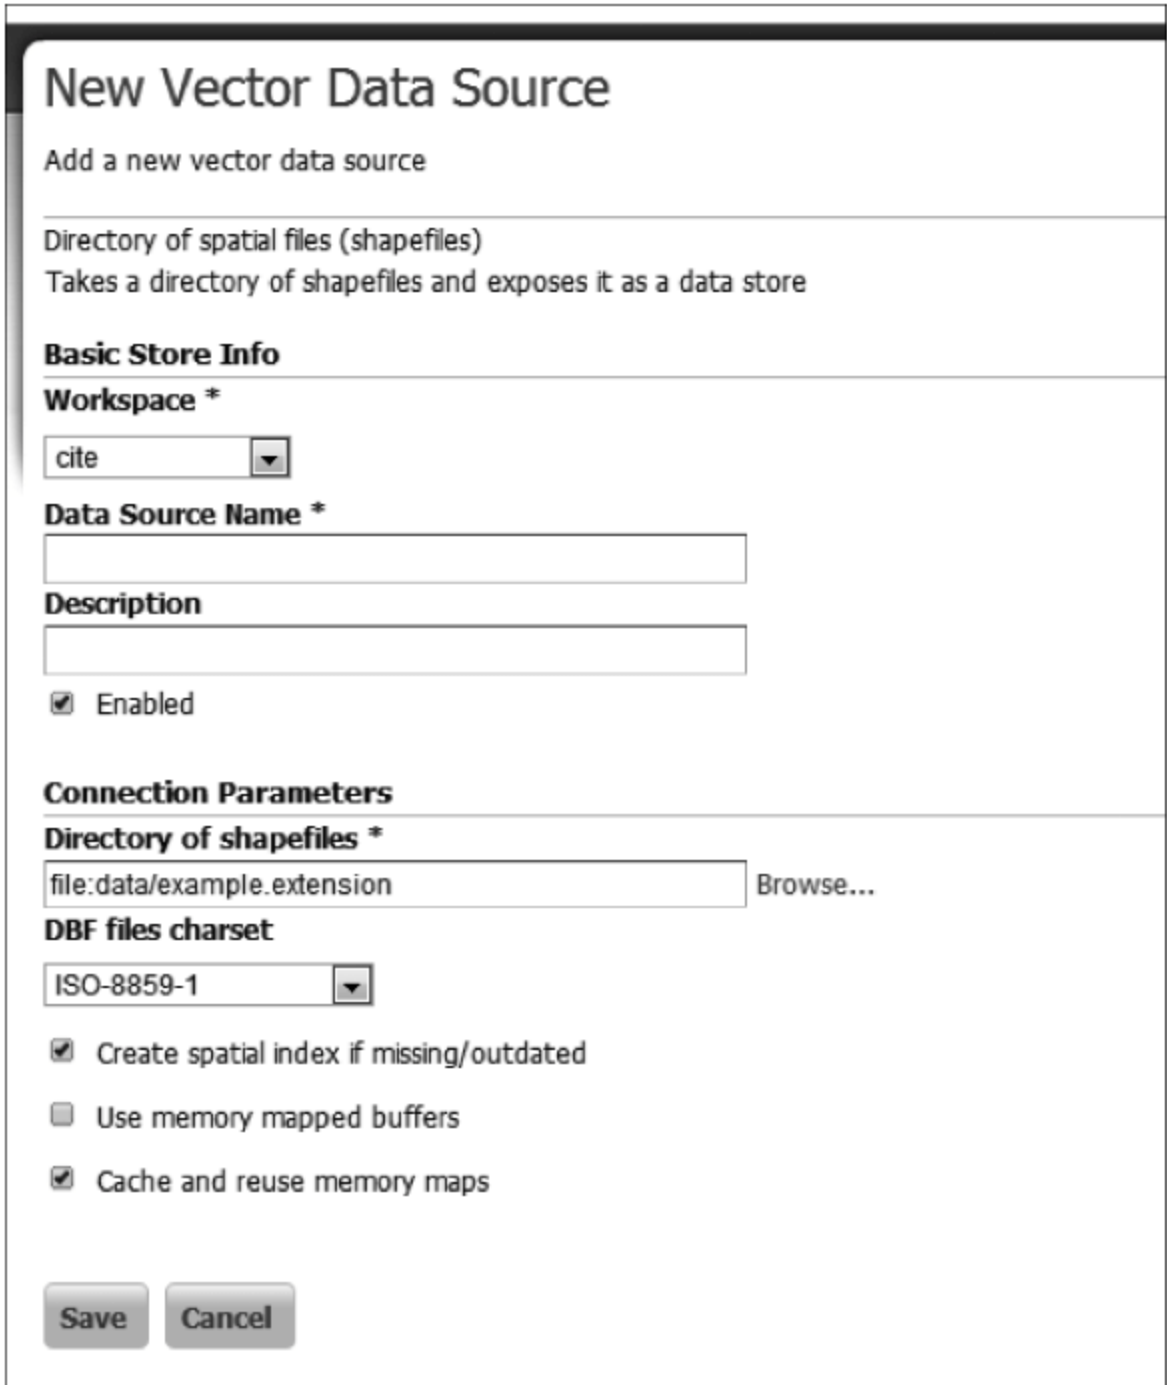 New Vector Data Source
Add a new vector data source
Directory of spatial files (shapefiles)
Takes a directory of shapefiles and exposes it as a data store
Basic Store Info
Workspace *
cite
Data Source Name *
Description
Enabled
Connection Parameters
Directory of shapefiles *
file:data/example.extension Browse...
DBF files charset
ISO-8859-1
Create spatial index if missing/outdated
Use memory mapped buffers
Cache and reuse memory maps
Save Cancel